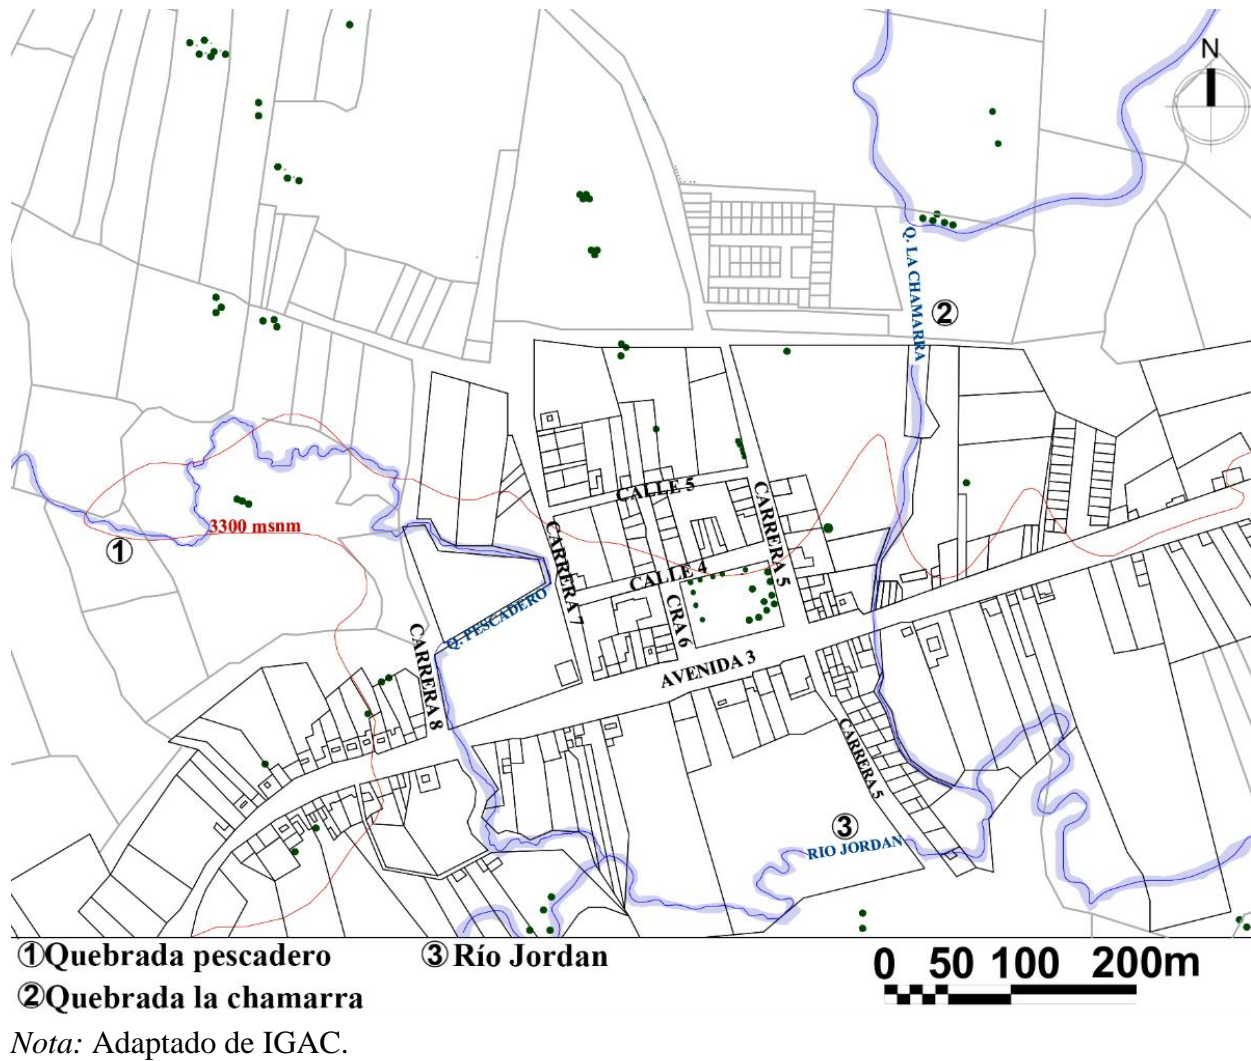 N
Q. LA CHAMARRA
②
CALLE 5
CARRERA 5
3300 msnm
①
CARRERA 7
CALLE 4
Q. PESCADERO
CRA 6
CARRERA 8
AVENIDA 3
CARRERA 5
③
RIO JORDAN
①Quebrada pescadero
③Río Jordan
0 50 100 200m
②Quebrada la chamarra
Nota: Adaptado de IGAC.